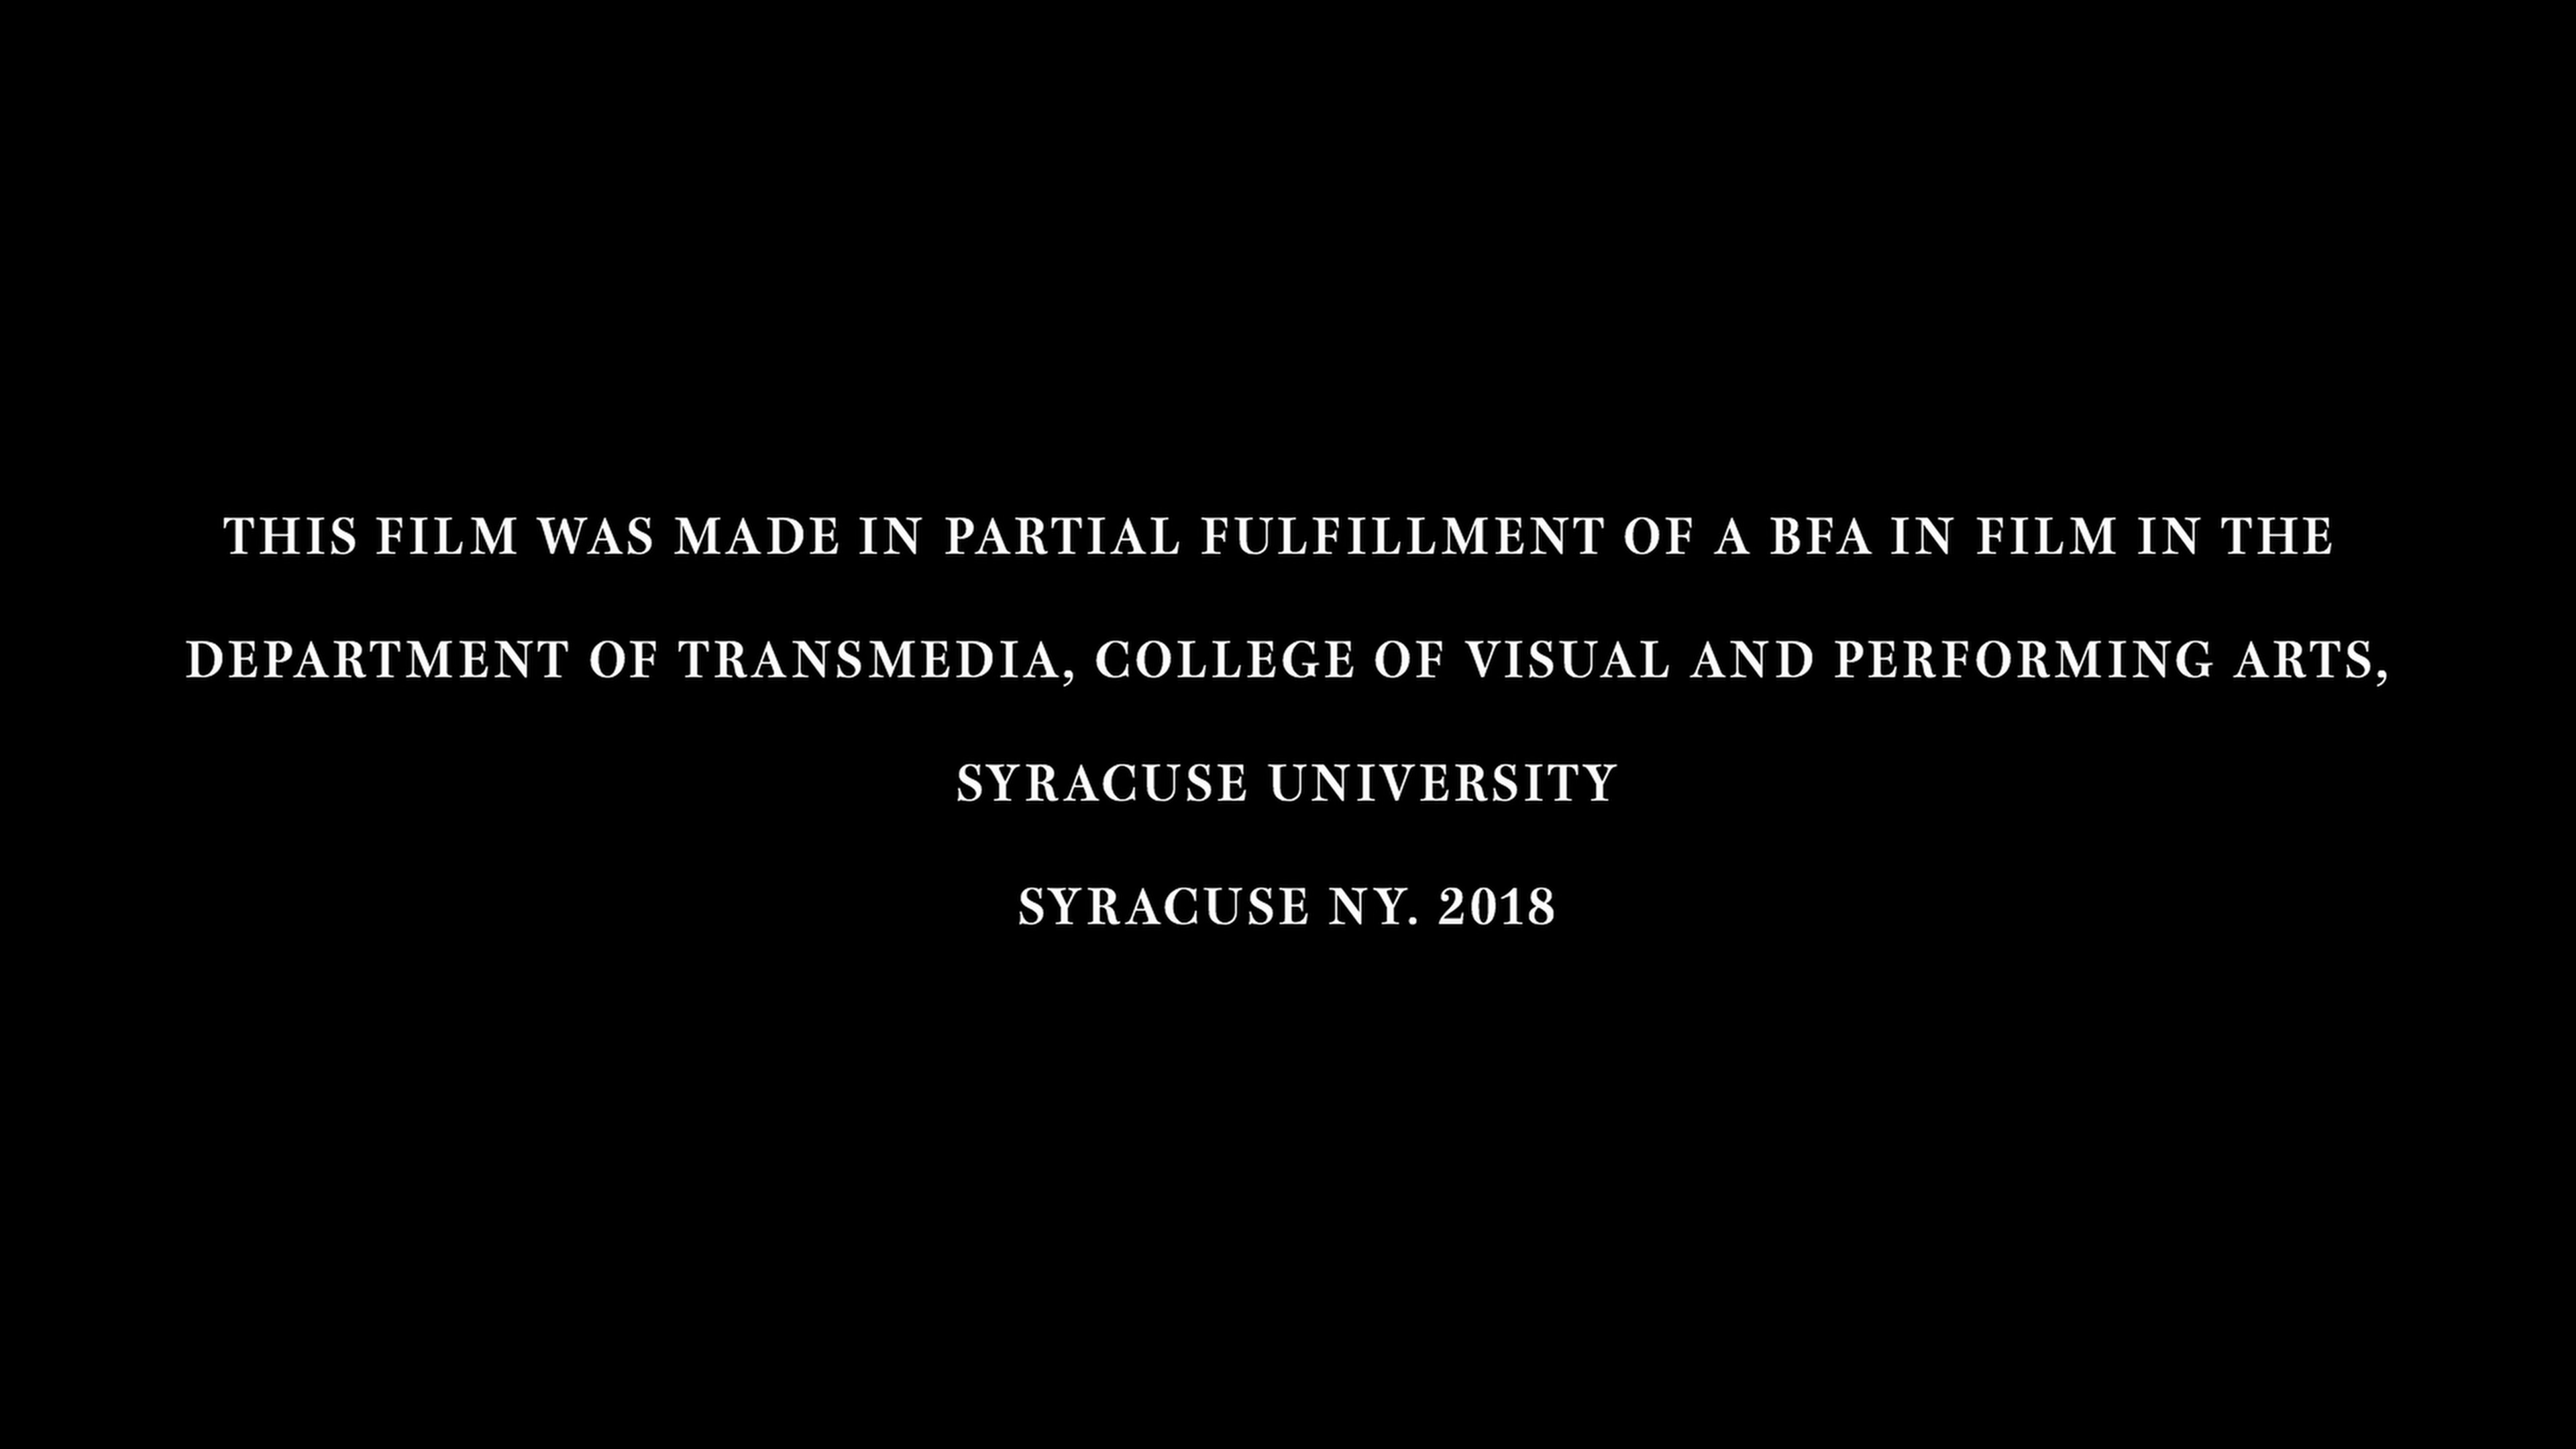 THIS FILM WAS MADE IN PARTIAL FULFILLMENT OF A BFA IN FILM IN THE
DEPARTMENT OF TRANSMEDIA, COLLEGE OF VISUAL AND PERFORMING ARTS,
SYRACUSE UNIVERSITY
SYRACUSE NY. 2018